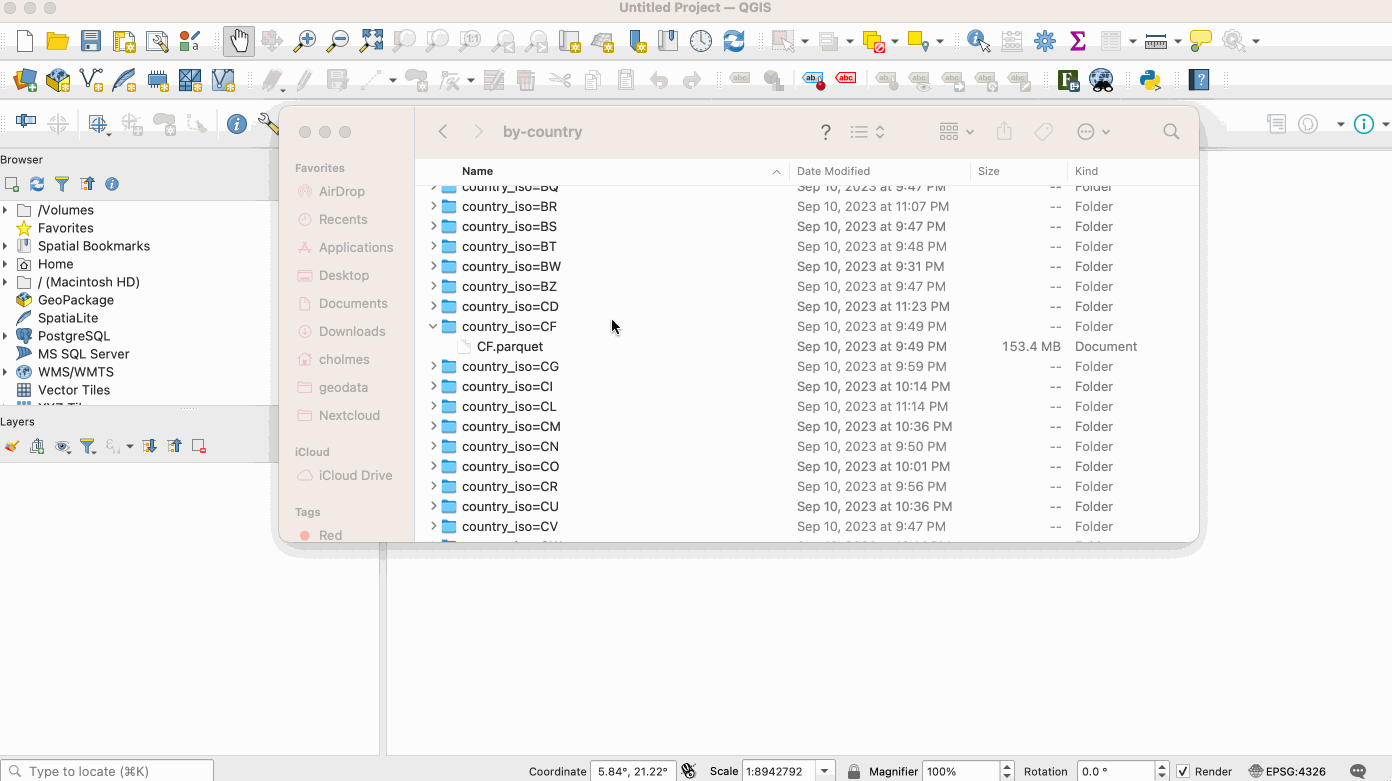 Untitled Project — QGIS
by-country
Browser
/Volumes
Favorites
Spatial Bookmarks
Home
/ (Macintosh HD)
GeoPackage
SpatiaLite
PostgreSQL
MS SQL Server
WMS/WMTS
Vector Tiles
Layers
Favorites
AirDrop
Recents
Applications
Desktop
Documents
Downloads
cholmes
geodata
Nextcloud
iCloud
iCloud Drive
Tags
Red
Name Date Modified Size Kind
country_iso=BQ Sep 10, 2023 at 9:47 PM -- Folder
country_iso=BR Sep 10, 2023 at 11:07 PM -- Folder
country_iso=BS Sep 10, 2023 at 9:47 PM -- Folder
country_iso=BT Sep 10, 2023 at 9:48 PM -- Folder
country_iso=BW Sep 10, 2023 at 9:31 PM -- Folder
country_iso=BZ Sep 10, 2023 at 9:47 PM -- Folder
country_iso=CD Sep 10, 2023 at 11:23 PM -- Folder
country_iso=CF Sep 10, 2023 at 9:49 PM -- Folder
CF.parquet Sep 10, 2023 at 9:49 PM 153.4 MB Document
country_iso=CG Sep 10, 2023 at 9:59 PM -- Folder
country_iso=CI Sep 10, 2023 at 10:14 PM -- Folder
country_iso=CL Sep 10, 2023 at 11:14 PM -- Folder
country_iso=CM Sep 10, 2023 at 10:36 PM -- Folder
country_iso=CN Sep 10, 2023 at 9:50 PM -- Folder
country_iso=CO Sep 10, 2023 at 10:01 PM -- Folder
country_iso=CR Sep 10, 2023 at 9:56 PM -- Folder
country_iso=CU Sep 10, 2023 at 10:36 PM -- Folder
country_iso=CV Sep 10, 2023 at 9:47 PM -- Folder
Type to locate (⌘K) Coordinate 5.84°, 21.22° Scale 1:8942792 Magnifier 100% Rotation 0.0 ° Render EPSG:4326